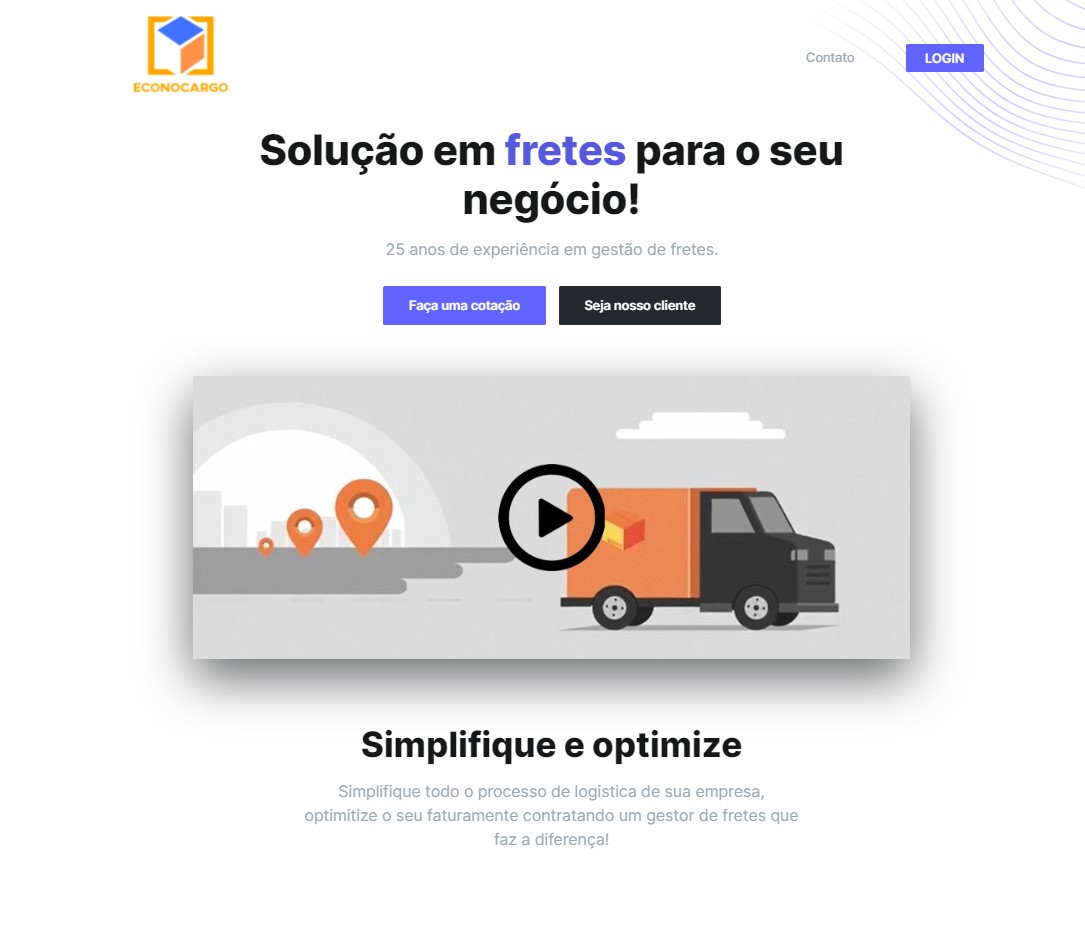 ECONOCARGO
Contato
LOGIN
Solução em fretes para o seu
negócio!
25 anos de experiência em gestão de fretes.
Faça uma cotação
Seja nosso cliente
Simplifique e optimize
Simplifique todo o processo de logistica de sua empresa,
optimitize o seu faturamente contratando um gestor de fretes que
faz a diferença!